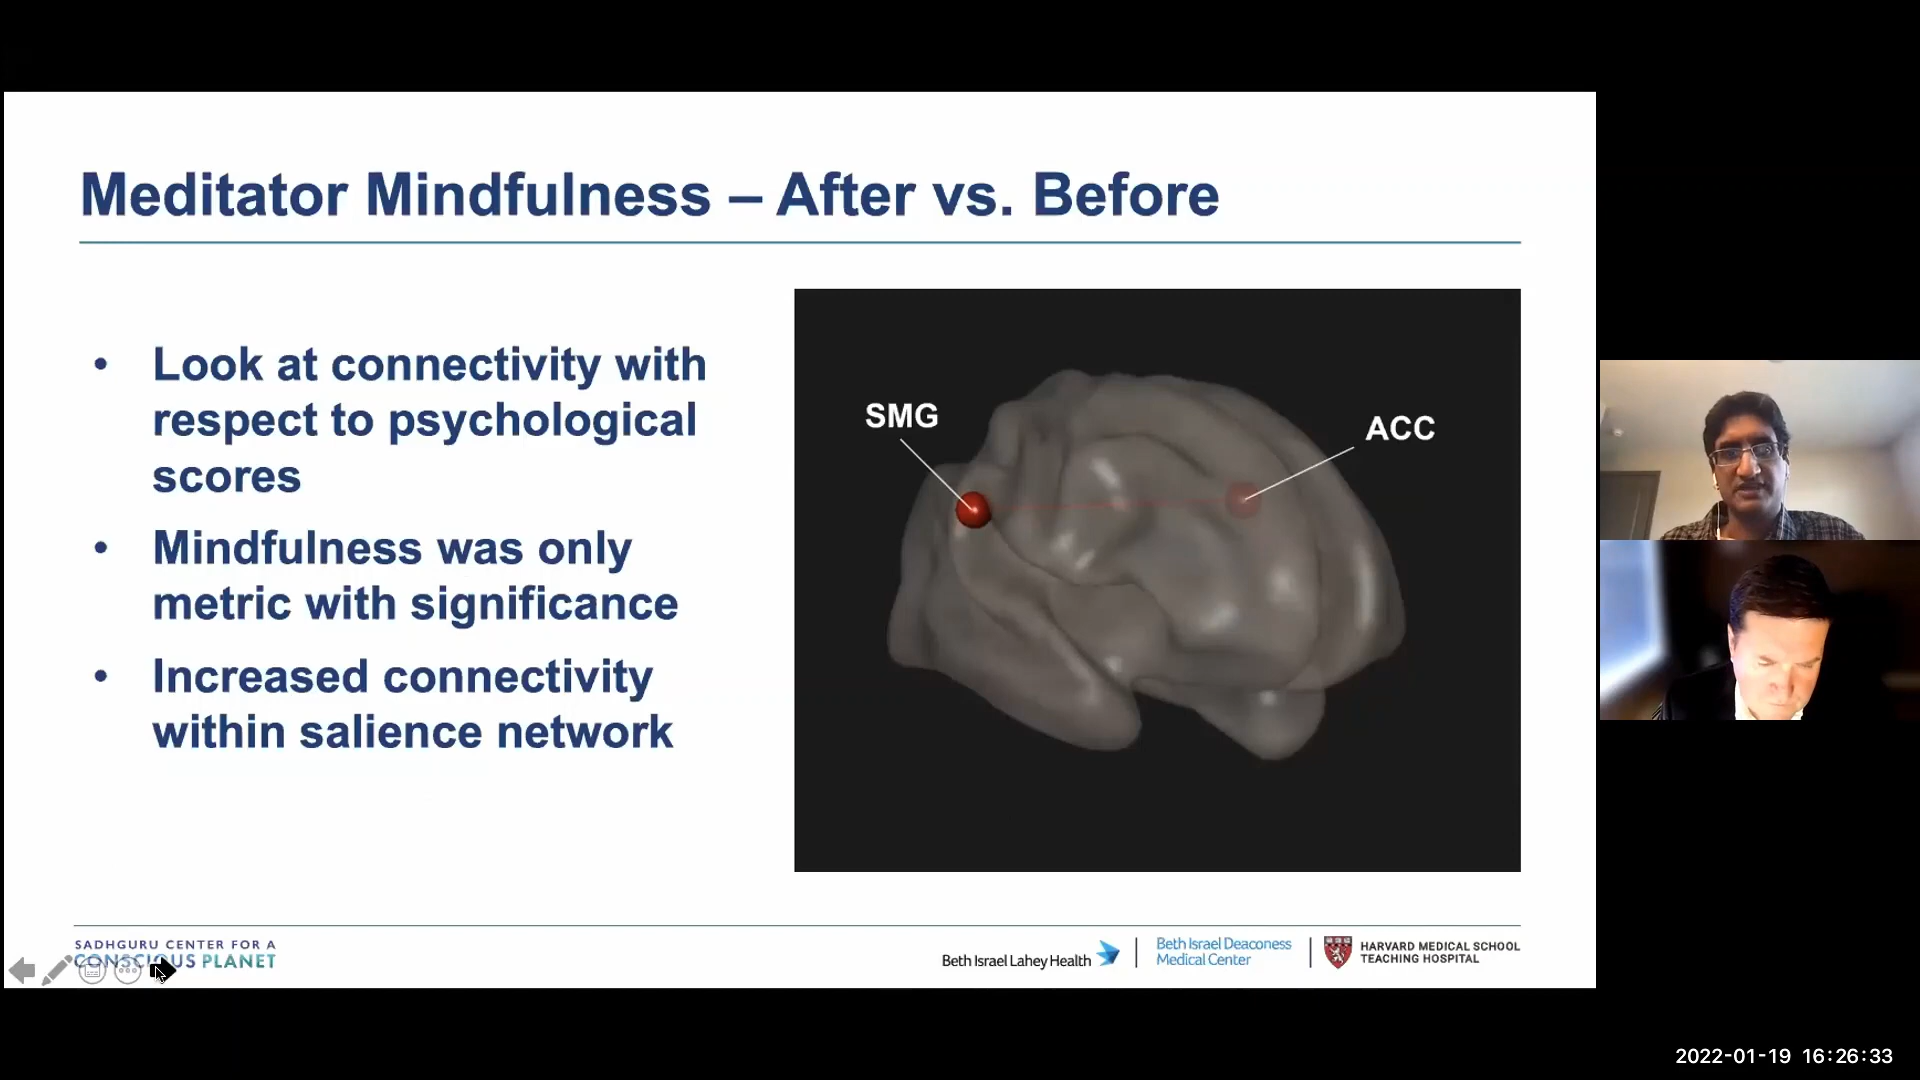 Meditator Mindfulness – After vs. Before
• Look at connectivity with
respect to psychological
scores
• Mindfulness was only
metric with significance
• Increased connectivity
within salience network
SMG
ACC
SADHGURU CENTER FOR A
CONSCIOUS PLANET
Beth Israel Lahey Health
Beth Israel Deaconess
Medical Center
HARVARD MEDICAL SCHOOL
TEACHING HOSPITAL
2022-01-19 16:26:33